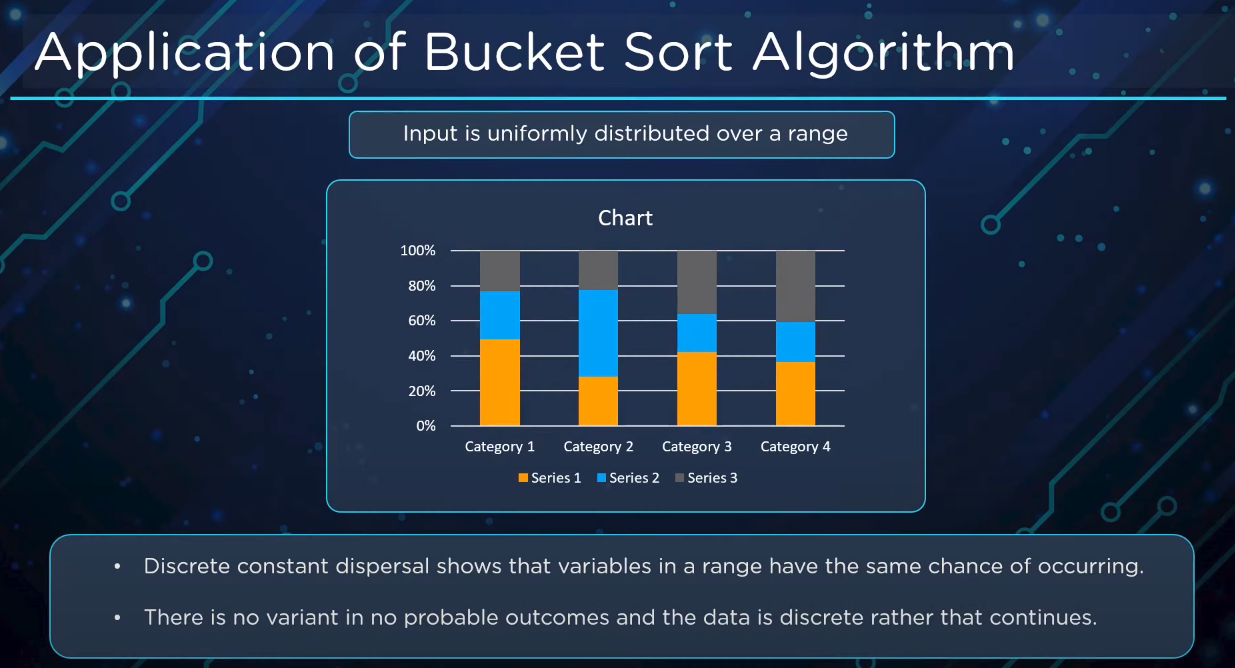 Application of Bucket Sort Algorithm
Input is uniformly distributed over a range
Chart
100%
80%
60%
40%
20%
0%
Category 1 Category 2 Category 3 Category 4
Series 1 Series 2 Series 3
• Discrete constant dispersal shows that variables in a range have the same chance of occurring.
• There is no variant in no probable outcomes and the data is discrete rather that continues.